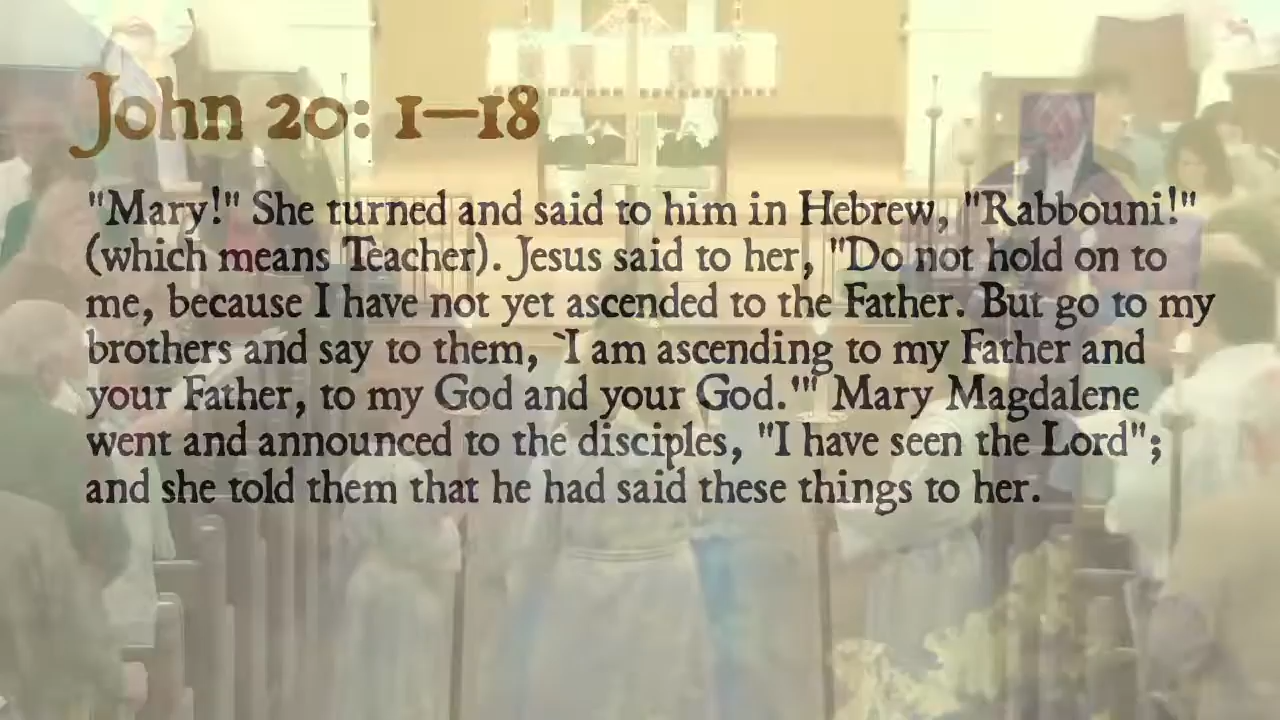 John 20: 1–18
"Mary!" She turned and said to him in Hebrew, "Rabbouni!"
(which means Teacher). Jesus said to her, "Do not hold on to
me, because I have not yet ascended to the Father. But go to my
brothers and say to them, `I am ascending to my Father and
your Father, to my God and your God.'" Mary Magdalene
went and announced to the disciples, "I have seen the Lord";
and she told them that he had said these things to her.